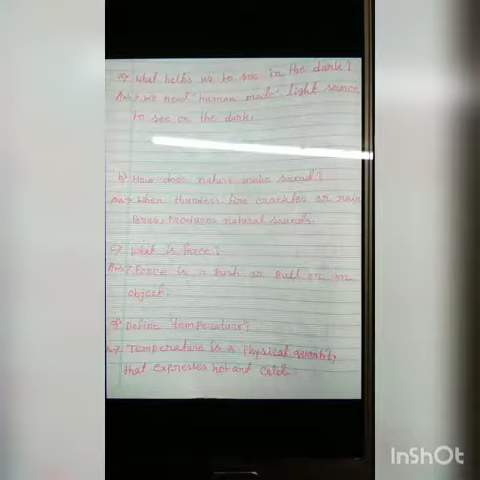 a) What helps us to see in the dark?
Ans→ We need human made light source
to see on the dark.
b) How does nature make sound?
Ans→ When thunders, fire crackles or rain
produces natural sounds.
c) What is force?
Ans→ Force is a push or pull on an
object.
d) Define temperature?
→ Temperature is a physical quantity
that expresses hot and cold.
InShOt